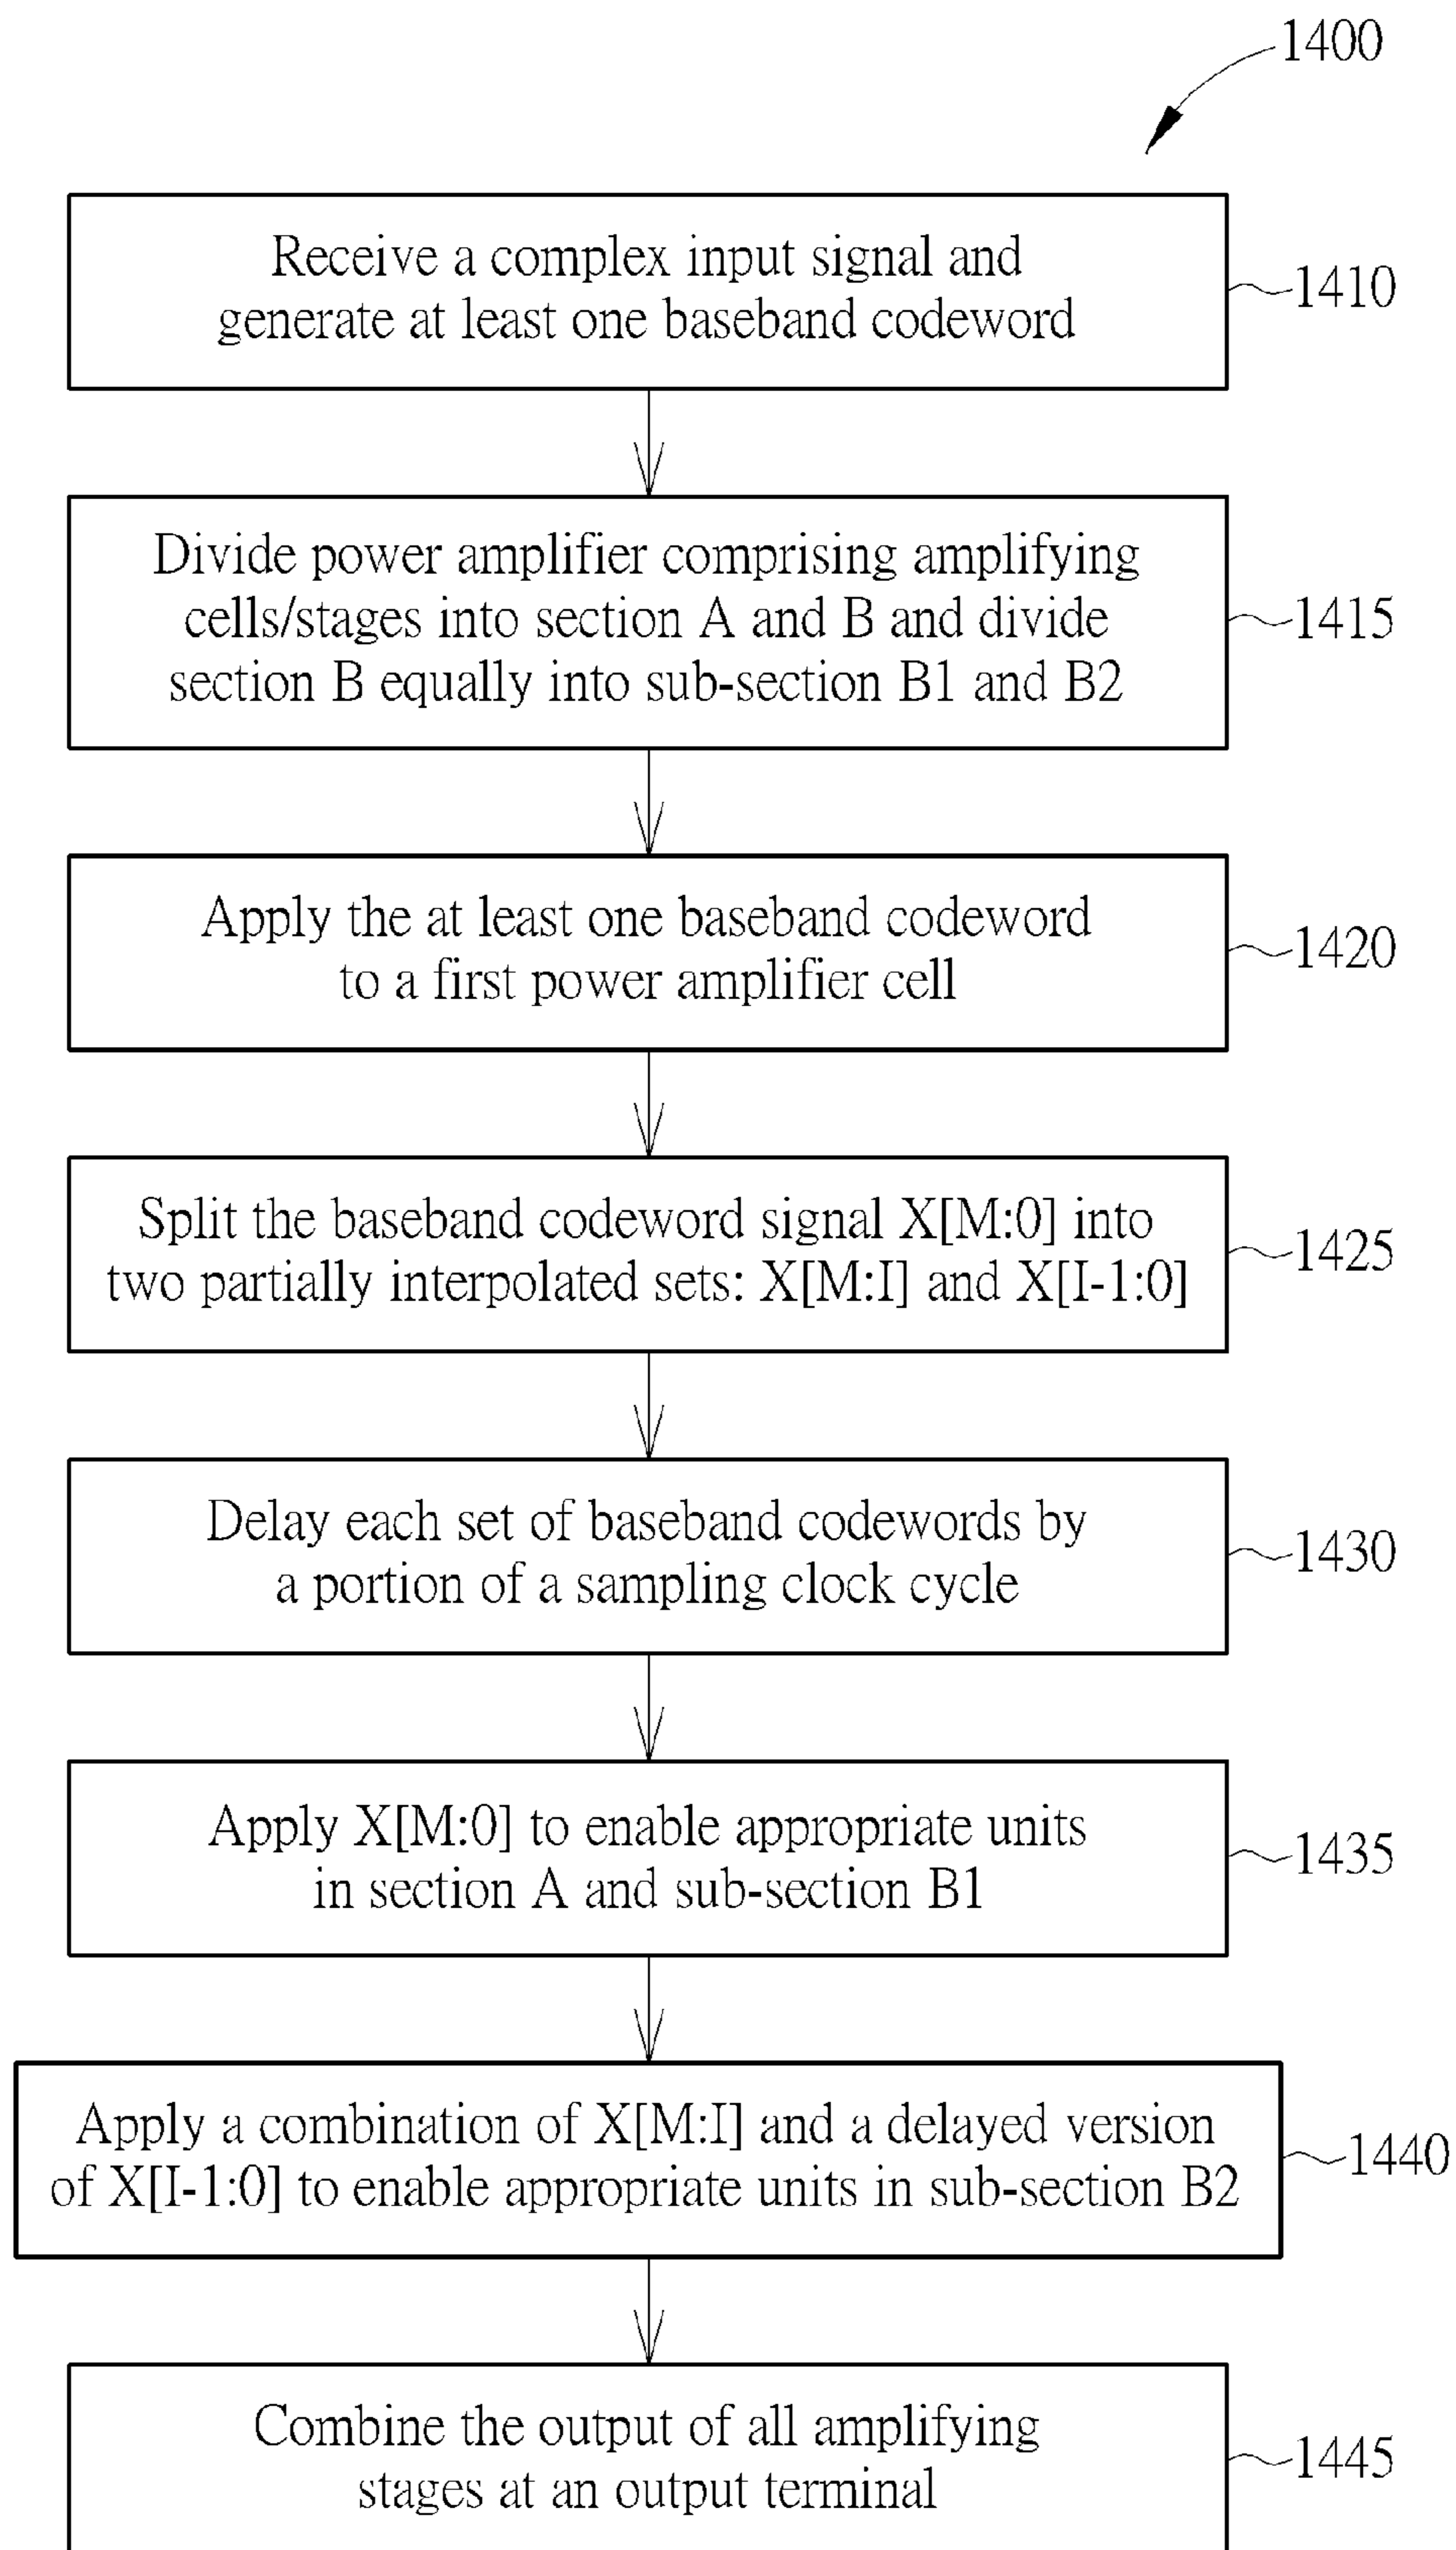 1400
Receive a complex input signal and
generate at least one baseband codeword
1410
Divide power amplifier comprising amplifying
cells/stages into section A and B and divide
section B equally into sub-section B1 and B2
1415
Apply the at least one baseband codeword
to a first power amplifier cell
1420
Split the baseband codeword signal X[M:0] into
two partially interpolated sets: X[M:I] and X[I-1:0]
1425
Delay each set of baseband codewords by
a portion of a sampling clock cycle
1430
Apply X[M:0] to enable appropriate units
in section A and sub-section B1
1435
Apply a combination of X[M:I] and a delayed version
of X[I-1:0] to enable appropriate units in sub-section B2
1440
Combine the output of all amplifying
stages at an output terminal
1445